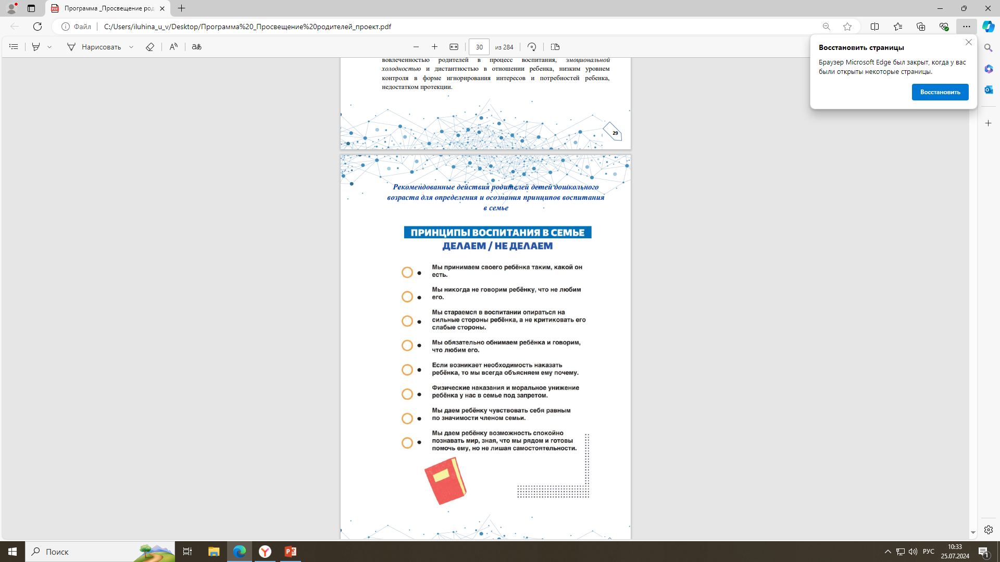 Программа _Просвещение род
Файл
C:/Users/iluhina_u_v/Desktop/Программа%20_Просвещение%20родителей_проект.pdf
Нарисовать
аあ
30 из 284
Восстановить страницы
Браузер Microsoft Edge был закрыт, когда у вас
были открыты некоторые страницы.
Восстановить
вовлеченностью родителей в процесс воспитания, эмоциональной
холодностью и дистантностью в отношении ребенка, низким уровнем
контроля в форме игнорирования интересов и потребностей ребенка,
недостатком протекции.
29
Рекомендованные действия родителей детей дошкольного
возраста для определения и осознания принципов воспитания
в семье
ПРИНЦИПЫ ВОСПИТАНИЯ В СЕМЬЕ
ДЕЛАЕМ / НЕ ДЕЛАЕМ
Мы принимаем своего ребёнка таким, какой он
есть.
Мы никогда не говорим ребёнку, что не любим
его.
Мы стараемся в воспитании опираться на
сильные стороны ребёнка, а не критиковать его
слабые стороны.
Мы обязательно обнимаем ребёнка и говорим,
что любим его.
Если возникает необходимость наказать
ребёнка, то мы всегда объясняем ему почему.
Физические наказания и моральное унижение
ребёнка у нас в семье под запретом.
Мы даем ребёнку чувствовать себя равным
по значимости членом семьи.
Мы даем ребёнку возможность спокойно
познавать мир, зная, что мы рядом и готовы
помочь ему, но не лишая самостоятельности.
Поиск
РУС
10:33
25.07.2024
1